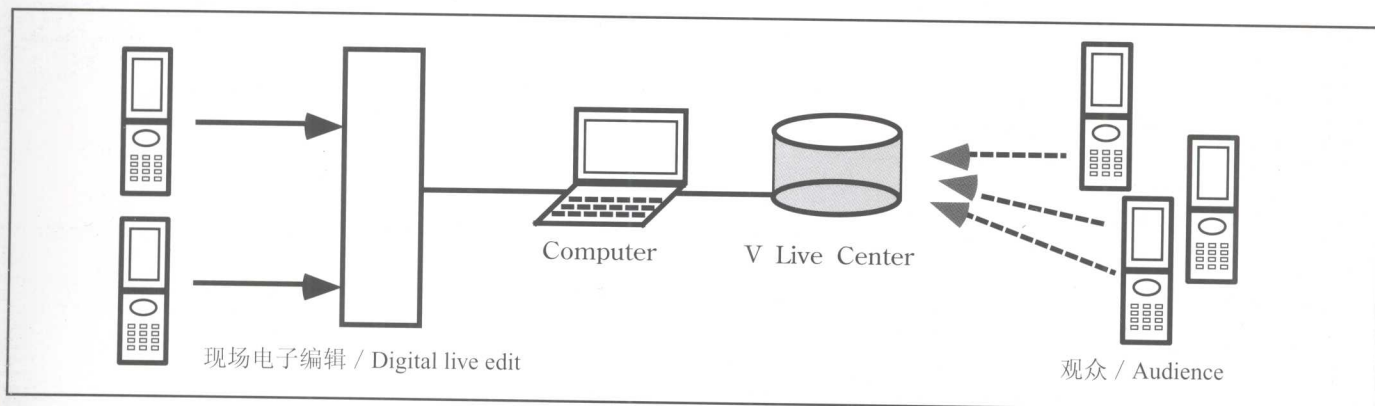 Computer
V Live Center
现场电子编辑 / Digital live edit
观众 / Audience